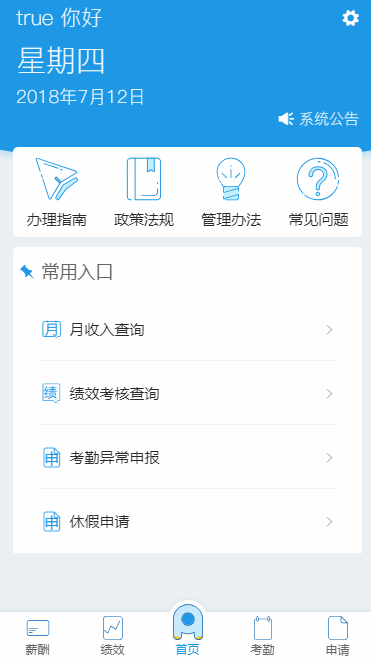 true 你好
星期四
2018年7月12日
系统公告
办理指南 政策法规 管理办法 常见问题
常用入口
月 月收入查询
绩 绩效考核查询
申 考勤异常申报
申 休假申请
薪酬 绩效 首页 考勤 申请